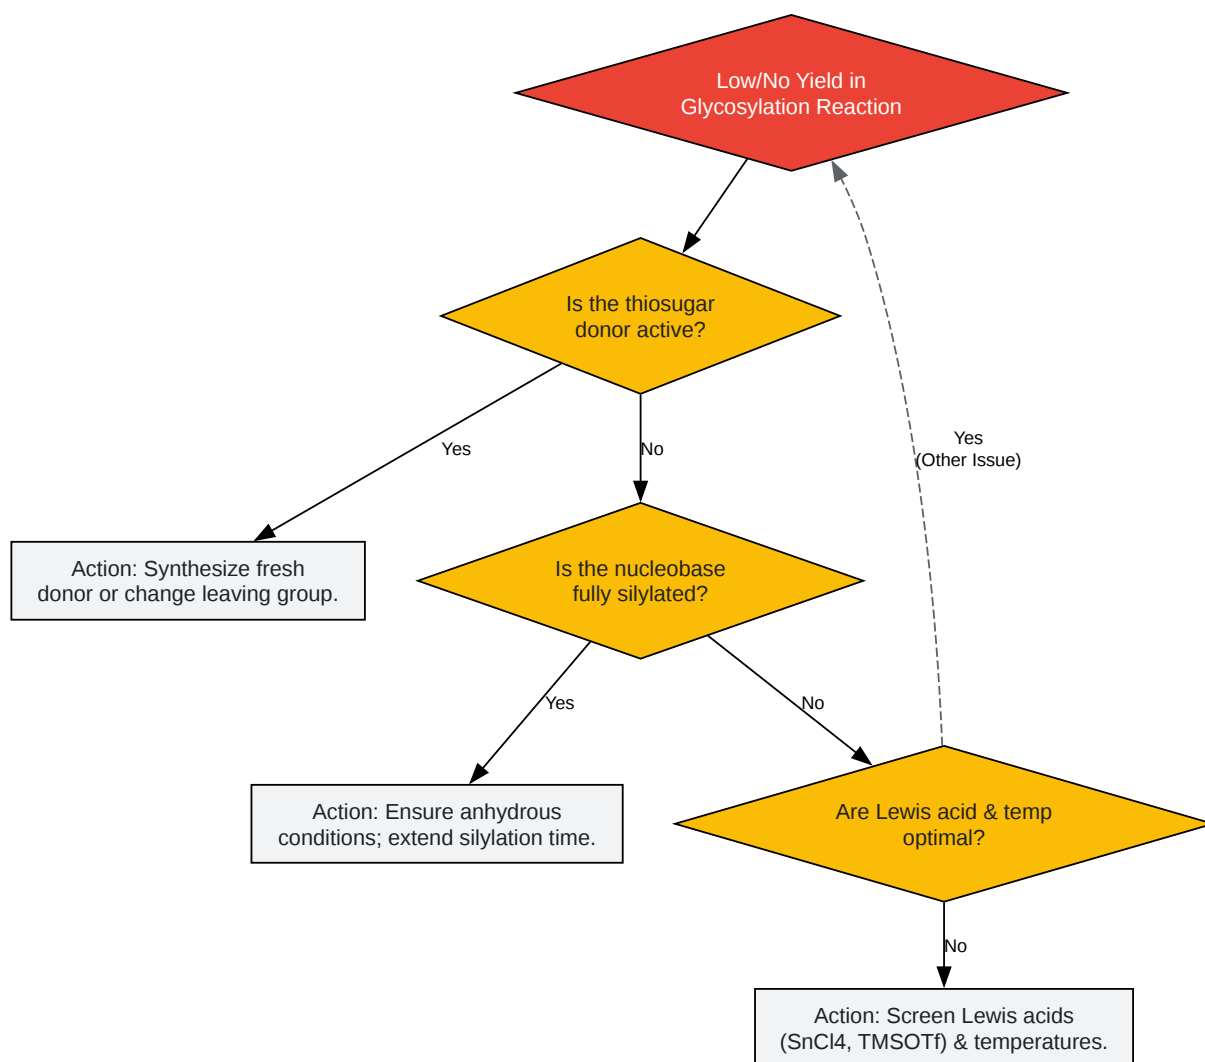 Low/No Yield in
Glycosylation Reaction
Is the thiosugar
donor active?
Yes
No
Yes
(Other Issue)
Action: Synthesize fresh
donor or change leaving group.
Is the nucleobase
fully silylated?
Yes
No
Action: Ensure anhydrous
conditions; extend silylation time.
Are Lewis acid & temp
optimal?
No
Action: Screen Lewis acids
(SnCl4, TMSOTf) & temperatures.